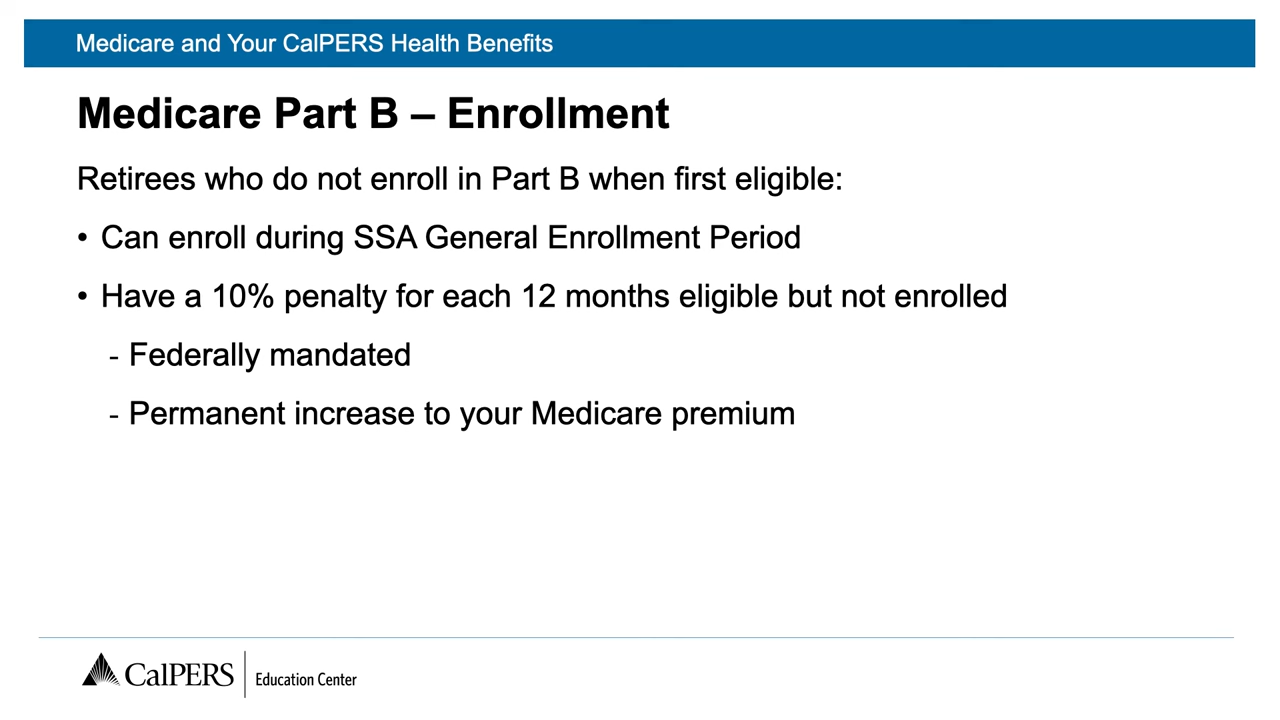 Medicare and Your CalPERS Health Benefits
Medicare Part B – Enrollment
Retirees who do not enroll in Part B when first eligible:
• Can enroll during SSA General Enrollment Period
• Have a 10% penalty for each 12 months eligible but not enrolled
- Federally mandated
- Permanent increase to your Medicare premium
CalPERS Education Center